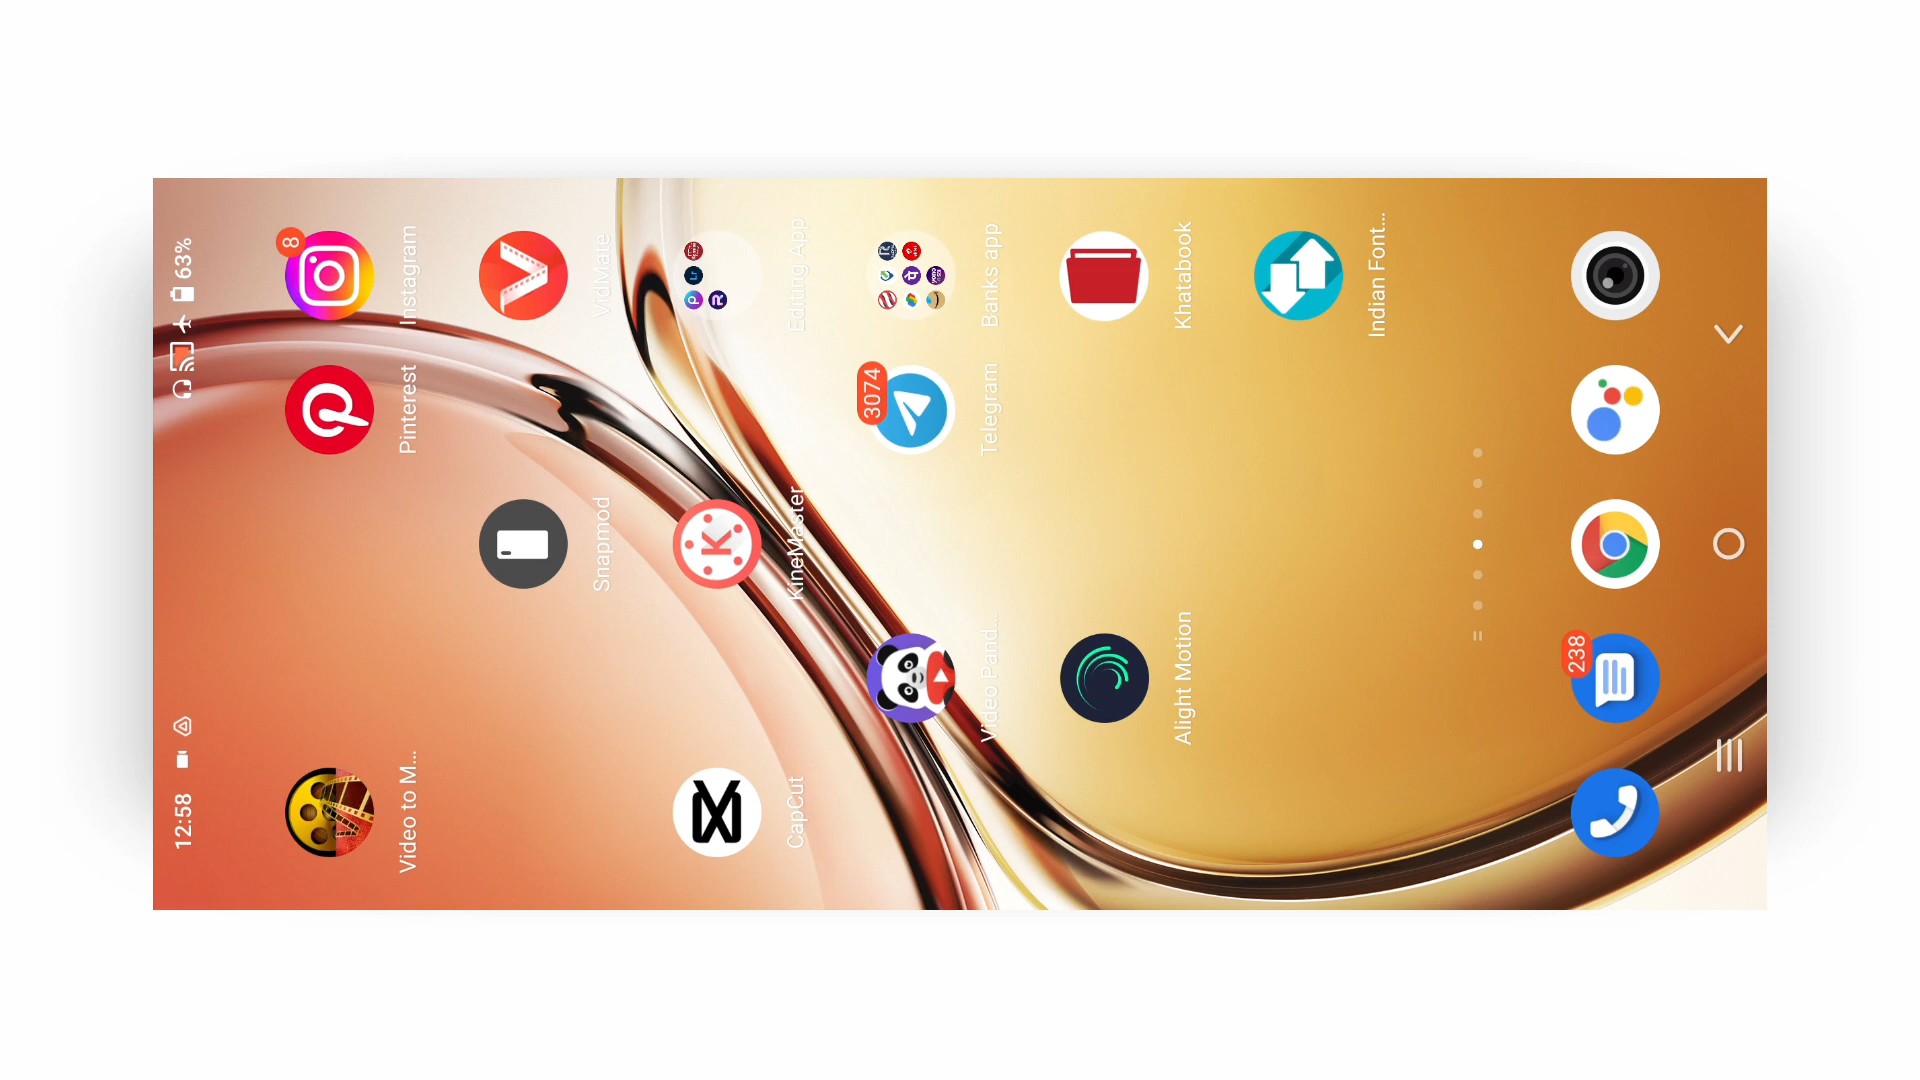 12:58
63%
Video to M...
Pinterest
8
Instagram
Snapmod
VidMate
CapCut
KineMaster
Editing App
Video Pand...
3074
Telegram
Banks app
Alight Motion
Khatabook
Indian Font...
238